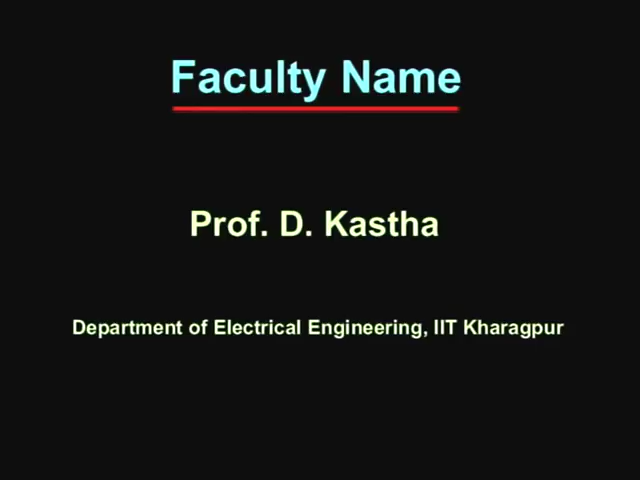 Faculty Name
Prof. D. Kastha
Department of Electrical Engineering, IIT Kharagpur